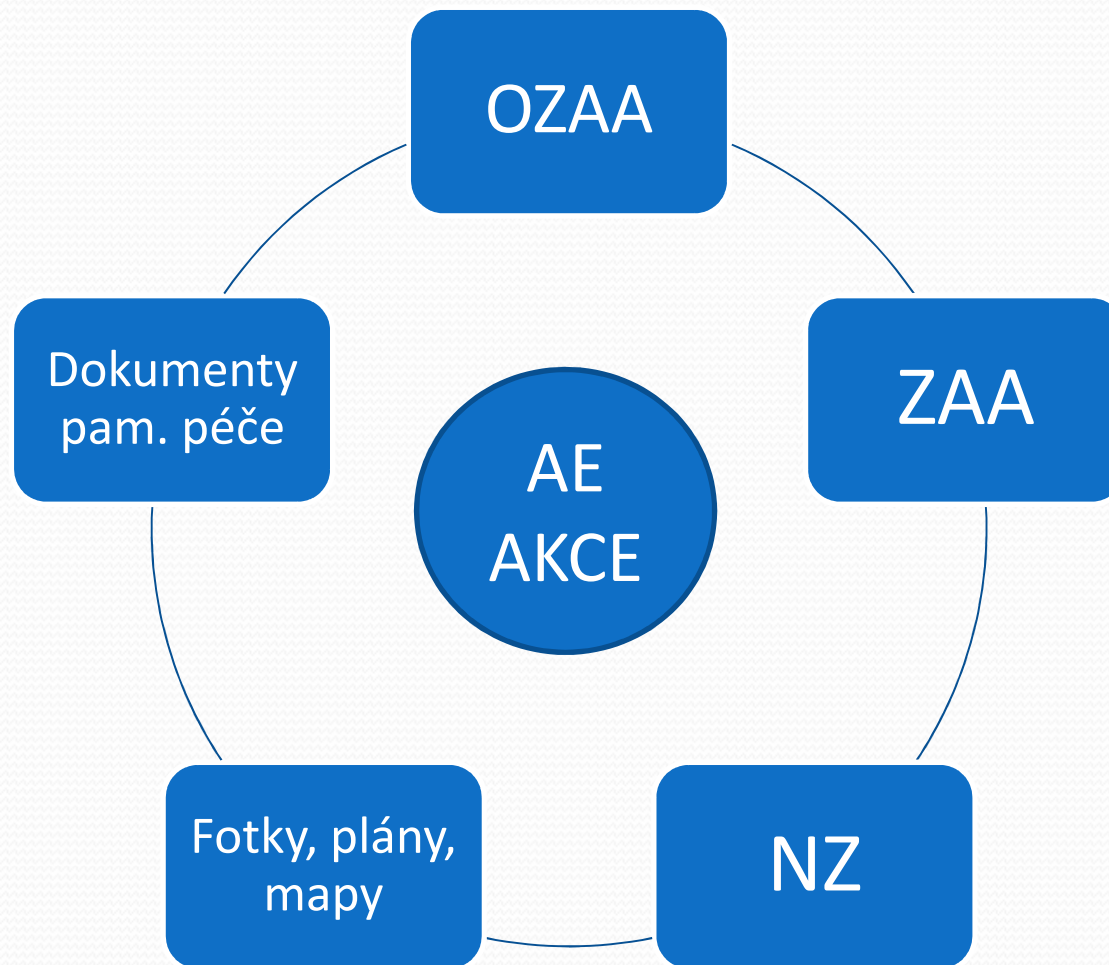 OZAA
ZAA
NZ
Fotky, plány,
mapy
Dokumenty
pam. péče
AE
AKCE